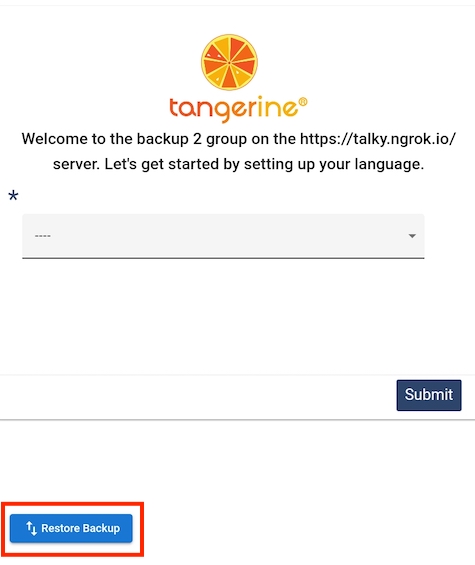 tangerine®
Welcome to the backup 2 group on the https://talky.ngrok.io/
server. Let's get started by setting up your language.
*
----
Submit
Restore Backup